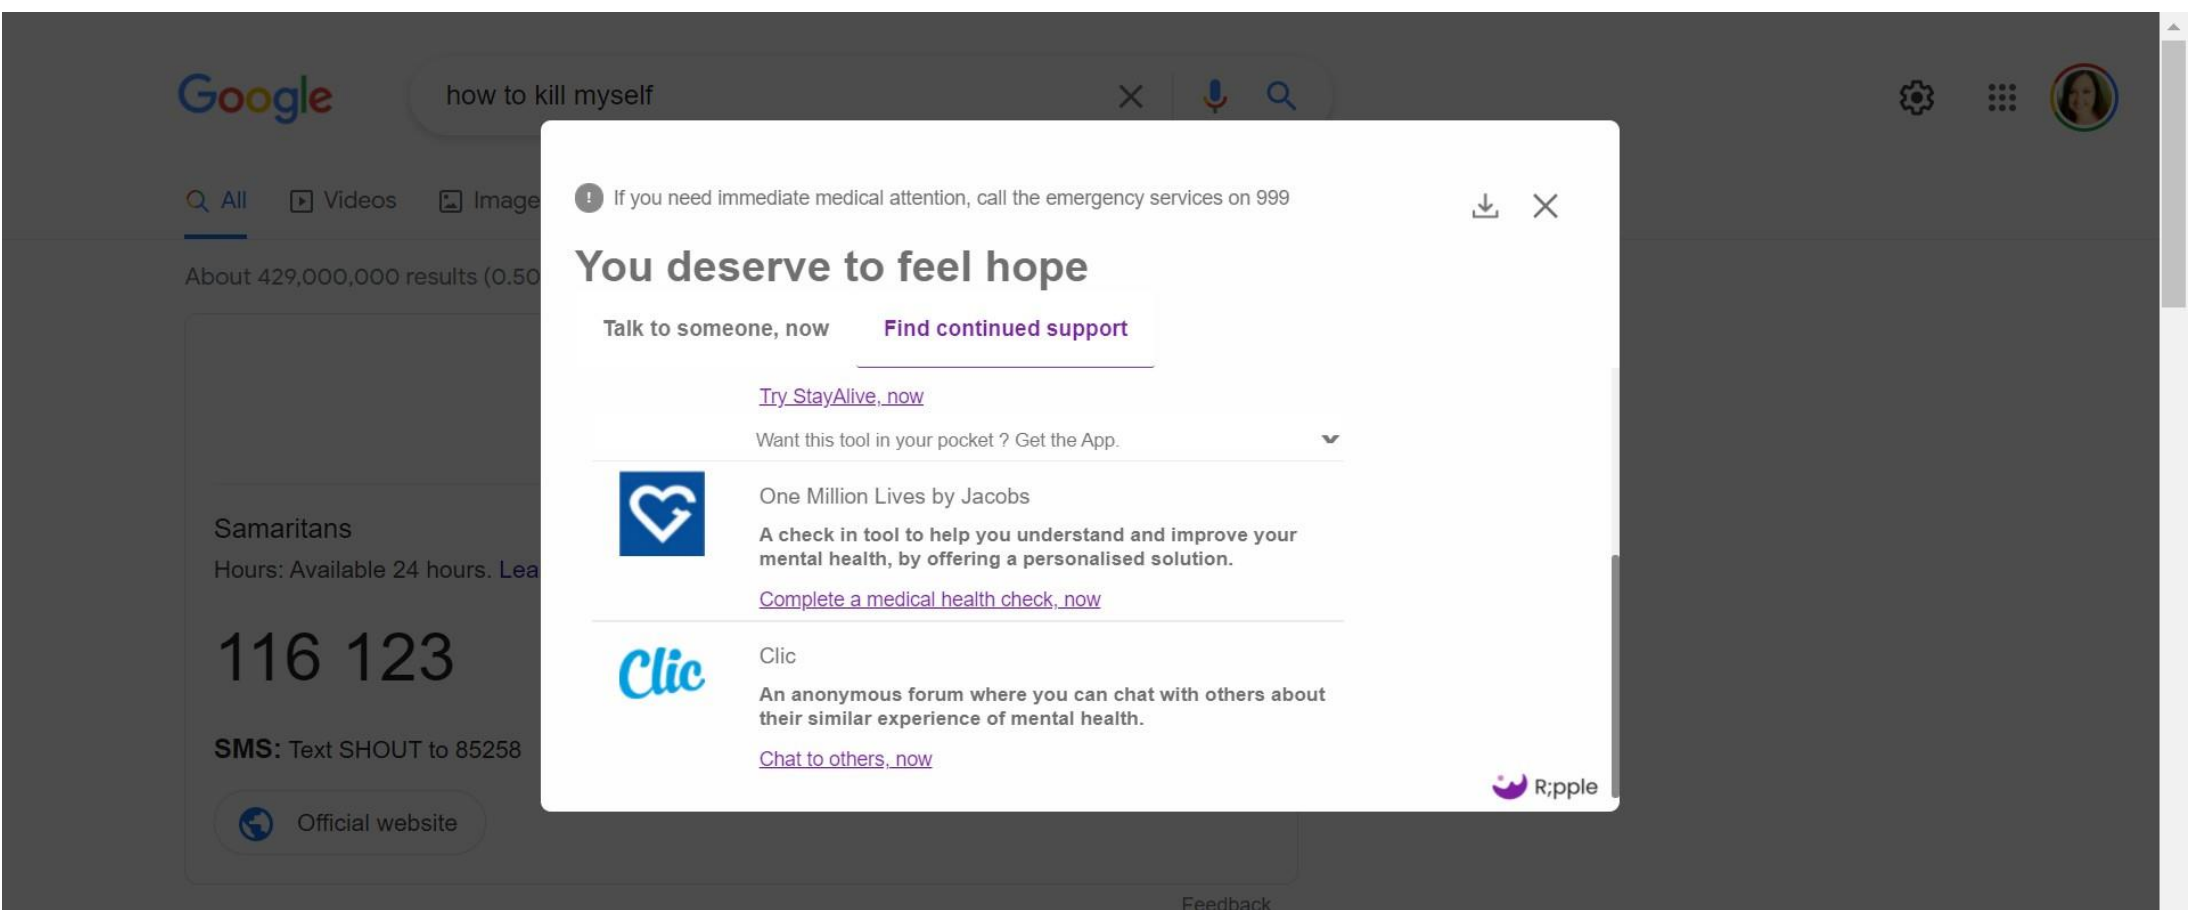 Google
how to kill myself
All
Videos
Image
If you need immediate medical attention, call the emergency services on 999
You deserve to feel hope
About 429,000,000 results (0.50
Talk to someone, now
Find continued support
Try StayAlive, now
Want this tool in your pocket ? Get the App.
One Million Lives by Jacobs
A check in tool to help you understand and improve your
mental health, by offering a personalised solution.
Complete a medical health check, now
Samaritans
Hours: Available 24 hours. Lea
116 123
SMS: Text SHOUT to 85258
Official website
Clic
Clic
An anonymous forum where you can chat with others about
their similar experience of mental health.
Chat to others, now
R;pple
Feedback